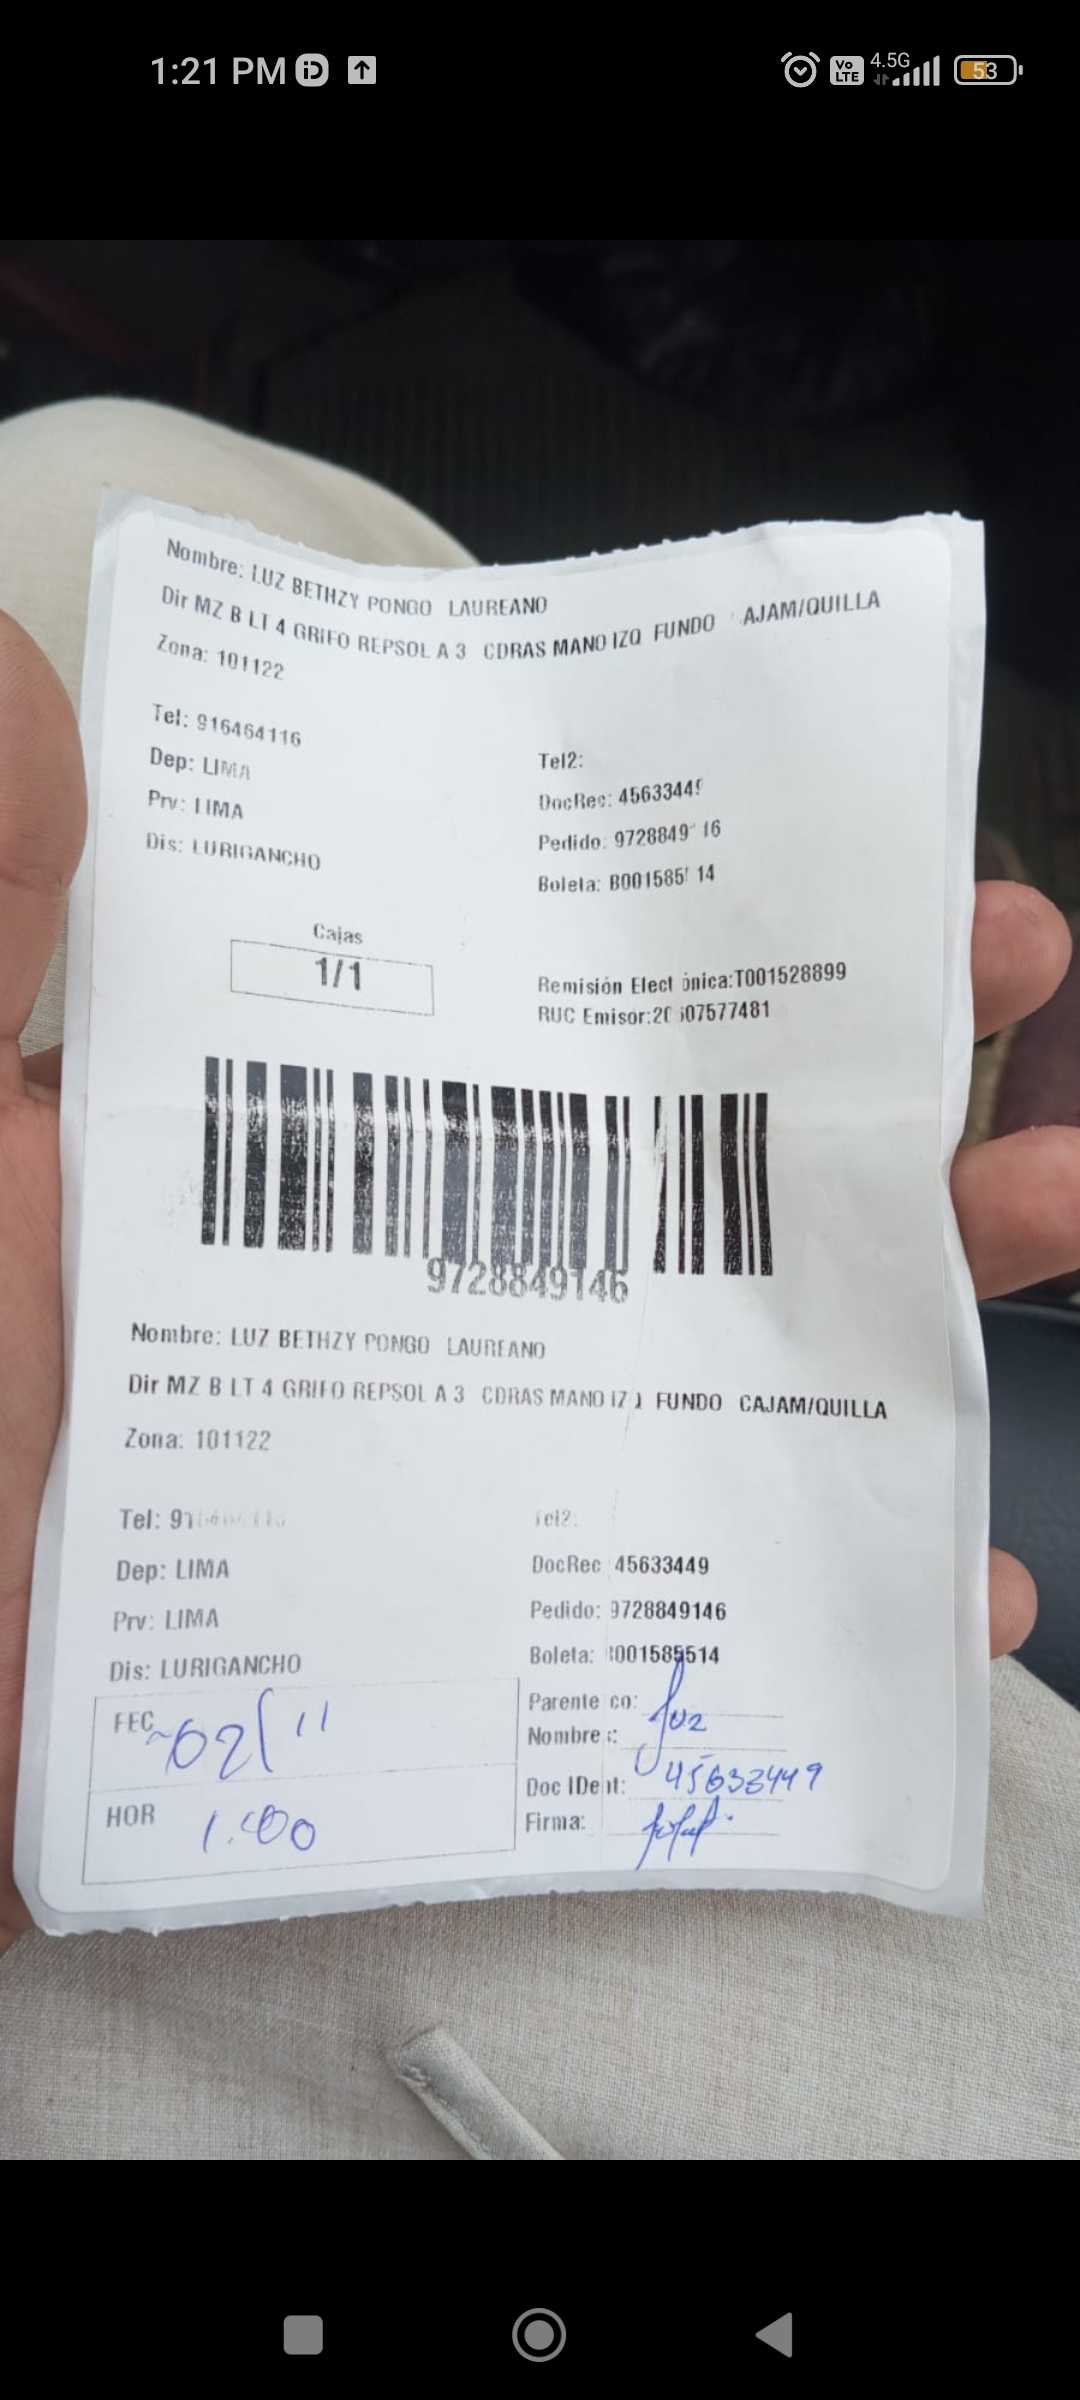 1:21 PM
Vo LTE 4.5G 53
Nombre: LUZ BETHZY PONGO LAUREANO
Dir MZ B LT 4 GRIFO REPSOL A 3 CDRAS MANO IZQ FUNDO AJAM/QUILLA
Zona: 101122
Tel: 916464116
Tel2:
Dep: LIMA
DocRec: 4563344
Prv: LIMA
Pedido: 9728849 16
Dis: LURIGANCHO
Boleta: B001585 14
Cajas
1/1
Remisión Elect ónica:T001528899
RUC Emisor:20 07577481
9728849146
Nombre: LUZ BETHZY PONGO LAUREANO
Dir MZ B LT 4 GRIFO REPSOL A 3 CDRAS MANO IZ FUNDO CAJAM/QUILLA
Zona: 101122
Tel: 91
Tel2:
Dep: LIMA
DocRec 45633449
Prv: LIMA
Pedido: 9728849146
Dis: LURIGANCHO
Boleta: 001585514
FEC 02/11
Parente co:
Nombre : Luz
HOR
Doc IDe t: 45633449
Firma: